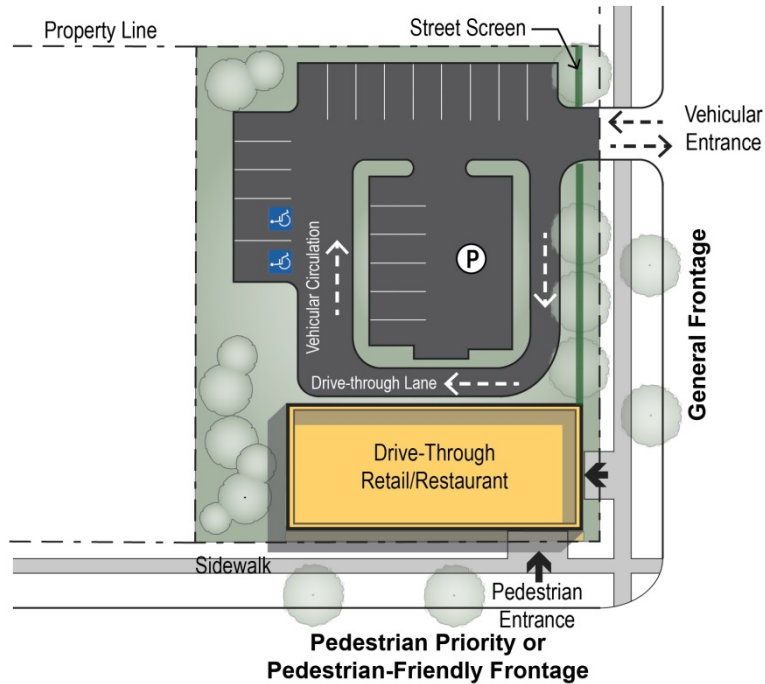 Property Line
Street Screen
Vehicular
Entrance
P
Vehicular Circulation
General Frontage
Drive-through Lane
Drive-Through
Retail/Restaurant
Sidewalk
Pedestrian
Entrance
Pedestrian Priority or
Pedestrian-Friendly Frontage